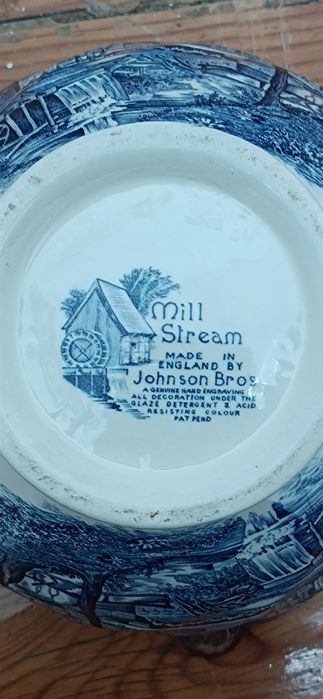 Mill
Stream
MADE IN
ENGLAND BY
Johnson Bros
A GENUINE HAND ENGRAVING
ALL DECORATION UNDER THE
GLAZE DETERGENT & ACID
RESISTING COLOUR
PAT PEND